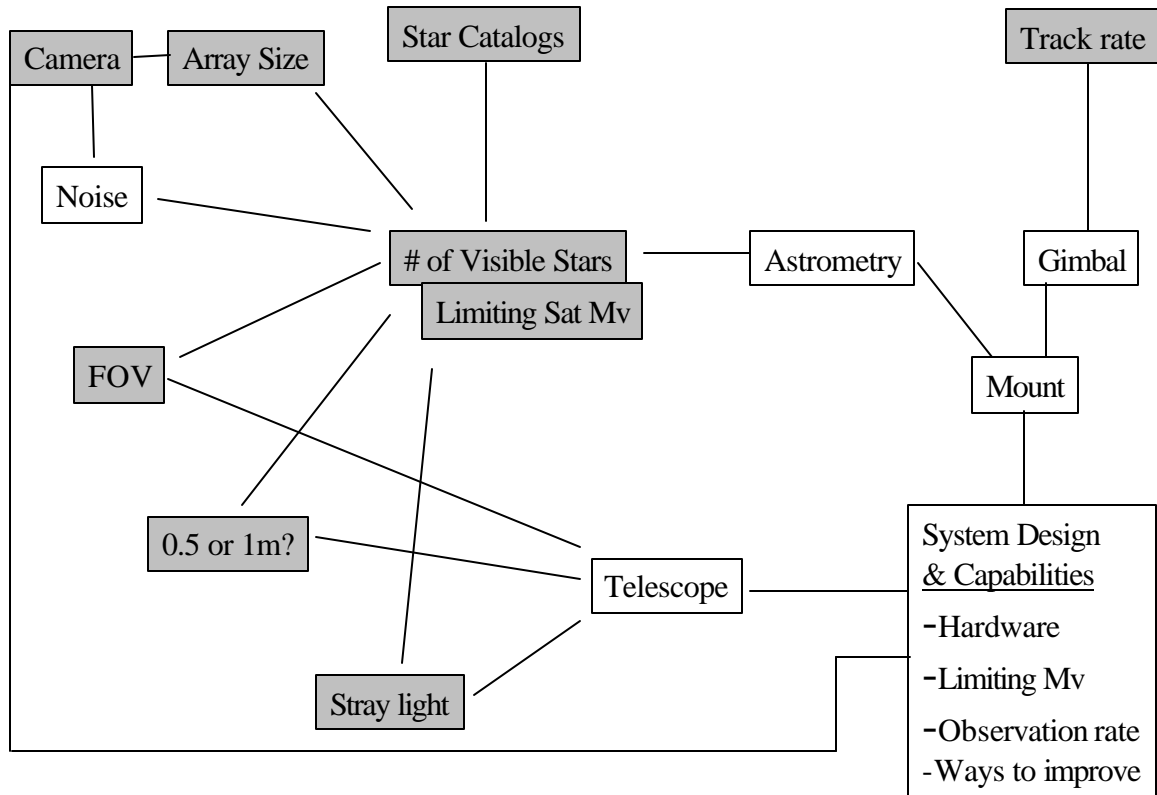 Star Catalogs
Track rate
Camera
Array Size
Noise
# of Visible Stars
Astrometry
Gimbal
Limiting Sat Mv
FOV
Mount
0.5 or 1m?
Telescope
Stray light
System Design
& Capabilities
-Hardware
-Limiting Mv
-Observation rate
-Ways to improve